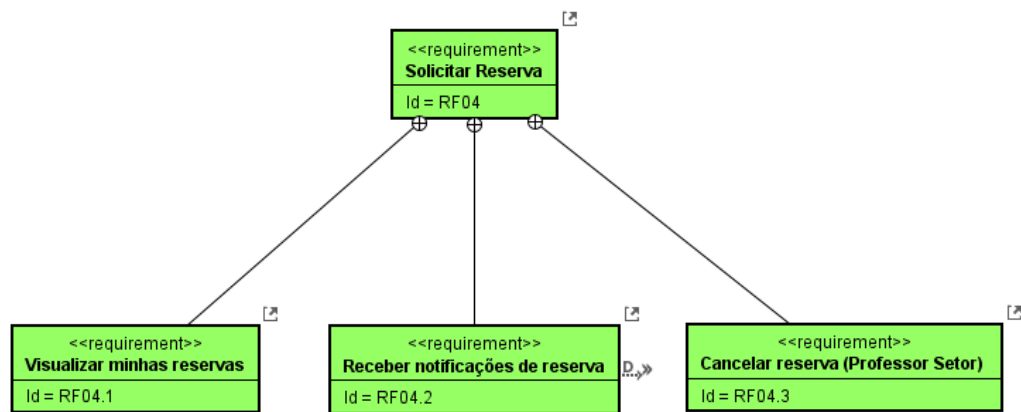 <<requirement>>
Solicitar Reserva
Id = RF04
<<requirement>>
Visualizar minhas reservas
Id = RF04.1
<<requirement>>
Receber notificações de reserva
Id = RF04.2
D
<<requirement>>
Cancelar reserva (Professor Setor)
Id = RF04.3